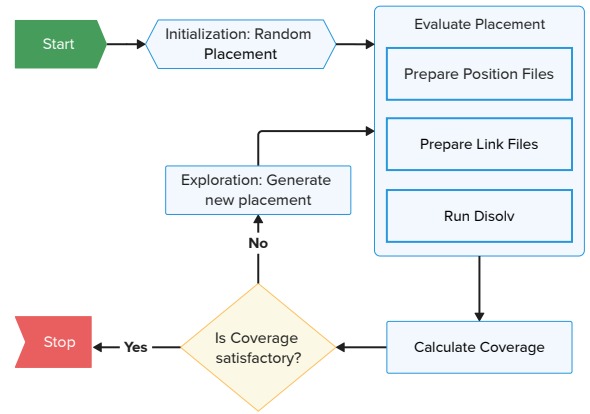 Start
Initialization: Random
Placement
Evaluate Placement
Prepare Position Files
Prepare Link Files
Run Disolv
Exploration: Generate
new placement
No
Is Coverage
satisfactory?
Yes
Stop
Calculate Coverage